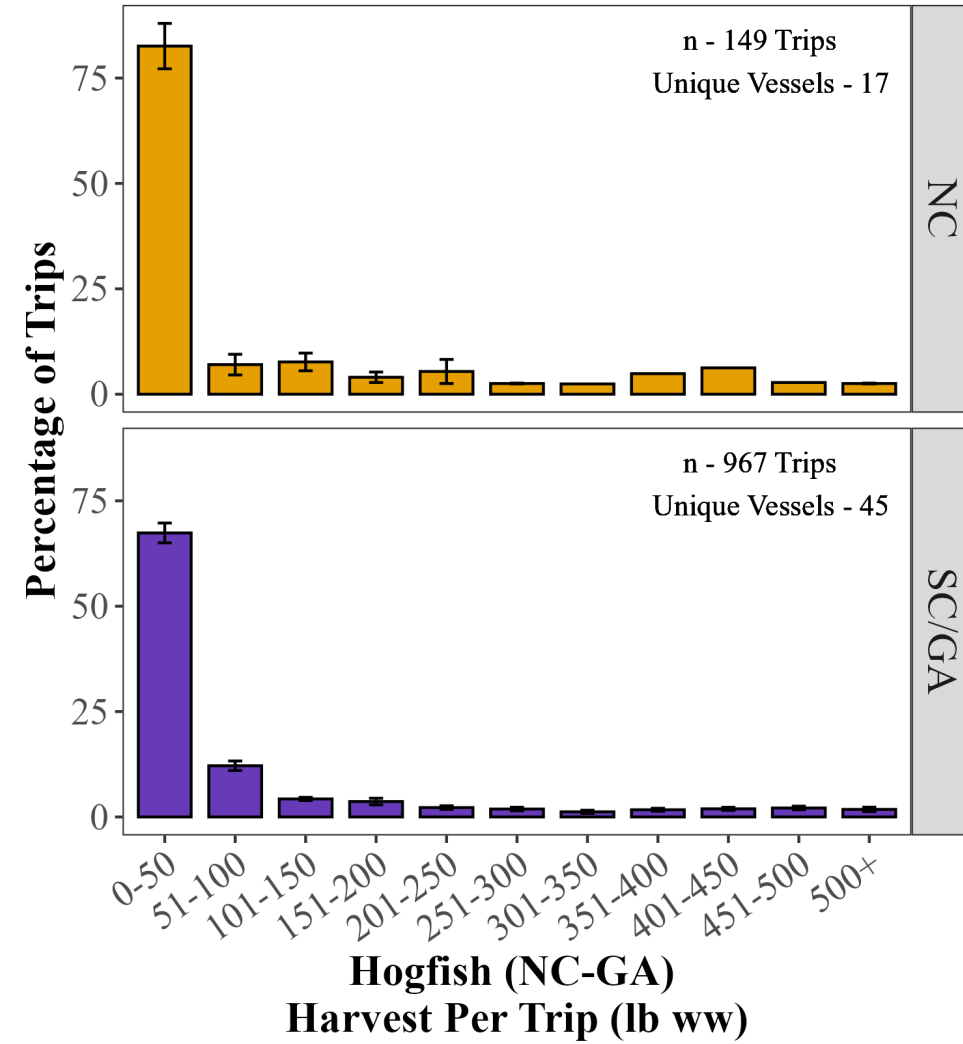 Percentage of Trips
75
50
25
0
n - 149 Trips
Unique Vessels - 17
NC
75
50
25
0
n - 967 Trips
Unique Vessels - 45
SC/GA
0-50
51-100
101-150
151-200
201-250
251-300
301-350
351-400
401-450
451-500
500+
Hogfish (NC-GA)
Harvest Per Trip (lb ww)